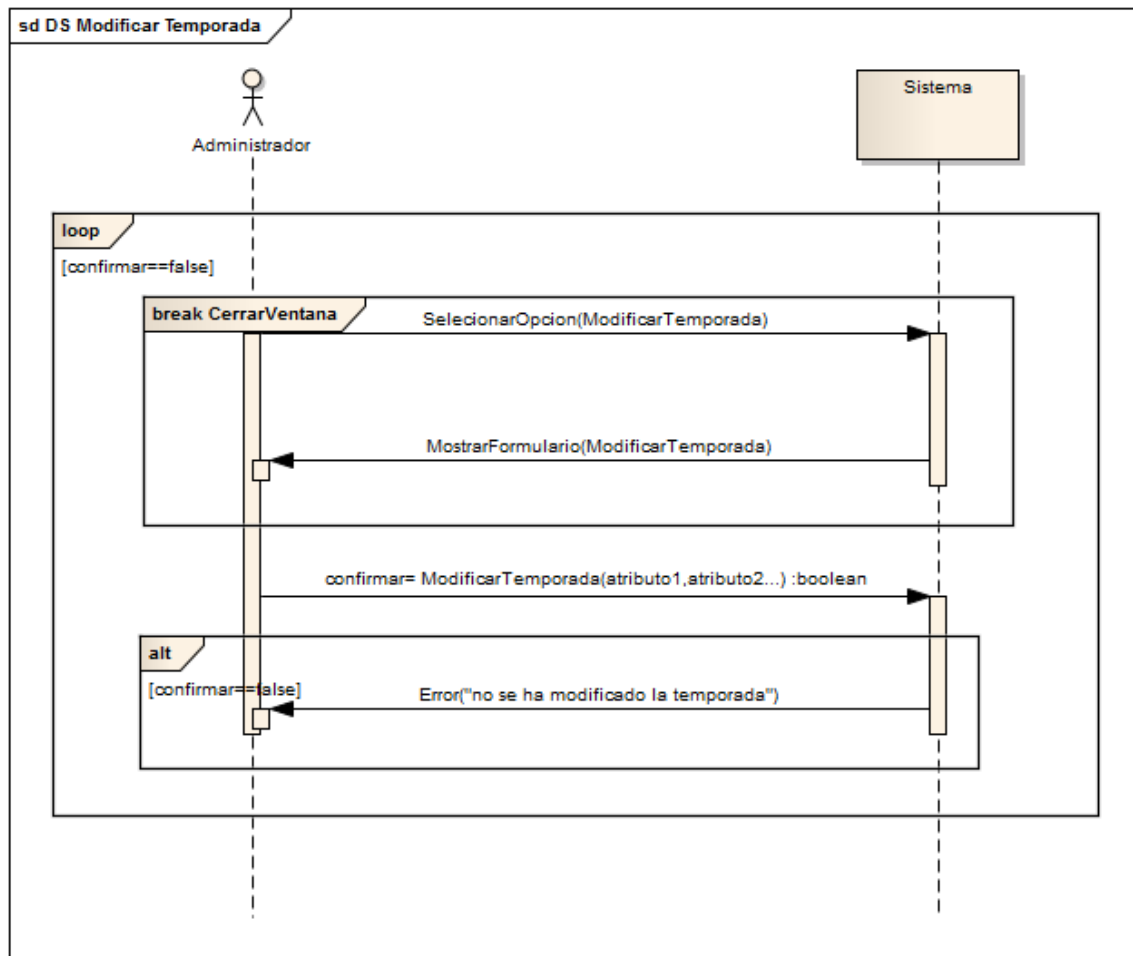 sd DS Modificar Temporada
Administrador
Sistema
loop
[confirmar==false]
break CerrarVentana
SelecionarOpcion(ModificarTemporada)
MostrarFormulario(ModificarTemporada)
confirmar= ModificarTemporada(atributo1,atributo2...) :boolean
alt
[confirmar==false]
Error("no se ha modificado la temporada")